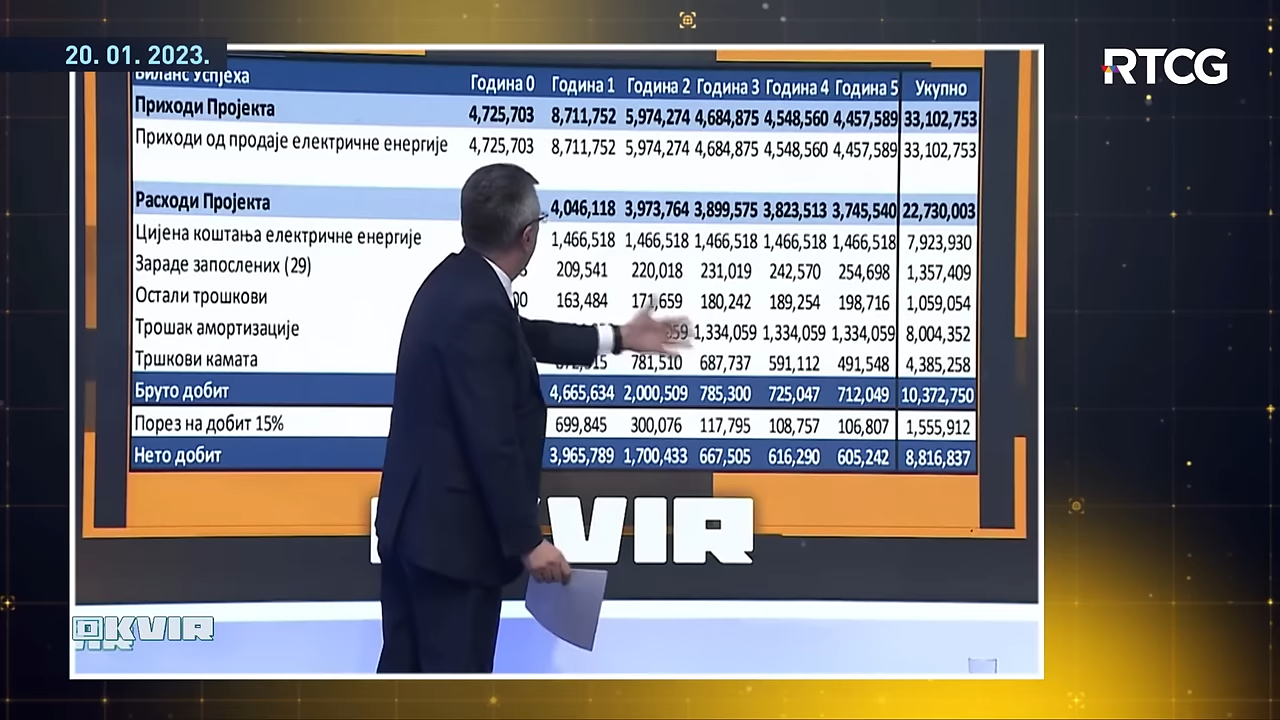 20. 01. 2023.
RTCG
Биланс Успјеха Година 0 Година 1 Година 2 Година 3 Година 4 Година 5 Укупно
Приходи Пројекта 4,725,703 8,711,752 5,974,274 4,684,875 4,548,560 4,457,589 33,102,753
Приходи од продаје електричне енергије 4,725,703 8,711,752 5,974,274 4,684,875 4,548,560 4,457,589 33,102,753
Расходи Пројекта 4,046,118 3,973,764 3,899,575 3,823,513 3,745,540 22,730,003
Цијена коштања електричне енергије 1,466,518 1,466,518 1,466,518 1,466,518 1,466,518 7,923,930
Зараде запослених (29) 209,541 220,018 231,019 242,570 254,698 1,357,409
Остали трошкови 163,484 171,659 180,242 189,254 198,716 1,059,054
Трошак амортизације 1,334,059 1,334,059 1,334,059 8,004,352
Тршкови камата 781,510 687,737 591,112 491,548 4,385,258
Бруто добит 4,665,634 2,000,509 785,300 725,047 712,049 10,372,750
Порез на добит 15% 699,845 300,076 117,795 108,757 106,807 1,555,912
Нето добит 3,965,789 1,700,433 667,505 616,290 605,242 8,816,837
OKVIR